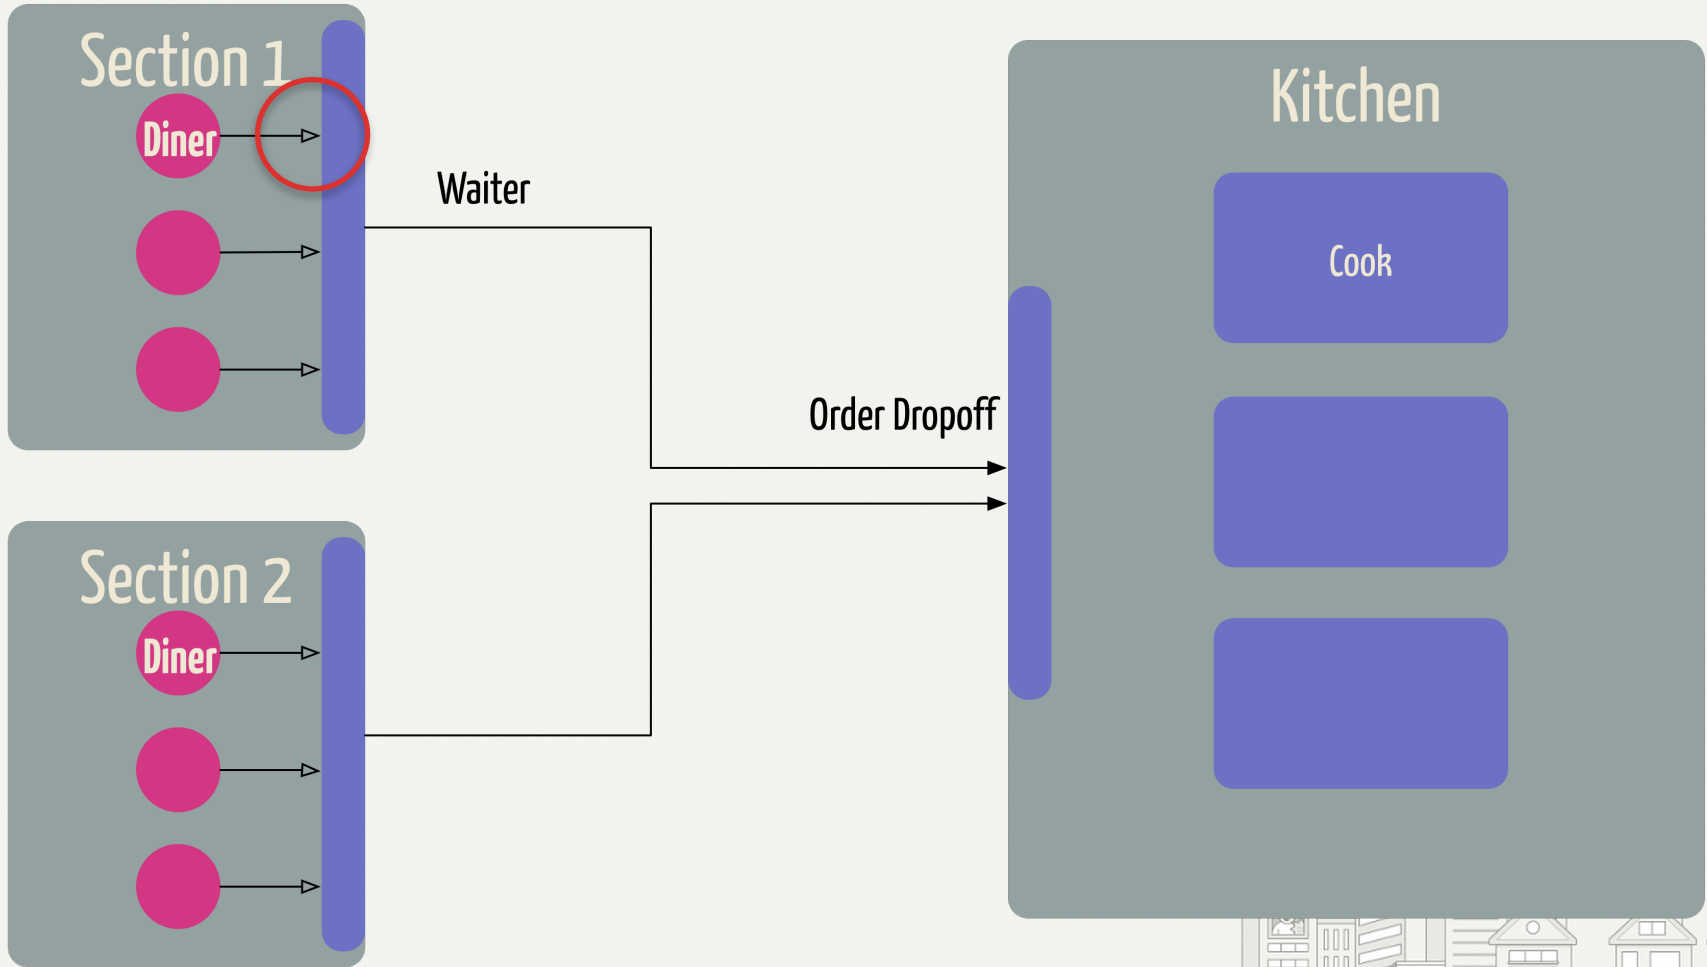 Section 1
Diner
Waiter
Order Dropoff
Section 2
Diner
Kitchen
Cook